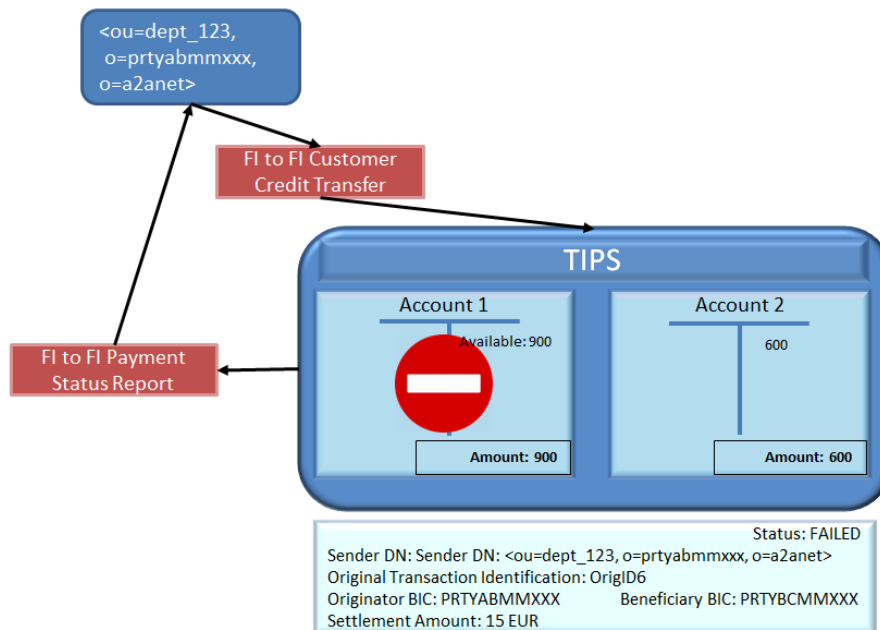 <ou=dept_123,
o=prtyabmmxxx,
o=a2anet>
FI to FI Customer
Credit Transfer
TIPS
Account 1
Available: 900
Amount: 900
Account 2
600
Amount: 600
FI to FI Payment
Status Report
Status: FAILED
Sender DN: Sender DN: <ou=dept_123, o=prtyabmmxxx, o=a2anet>
Original Transaction Identification: OrigID6
Originator BIC: PRTYABMMXXX Beneficiary BIC: PRTYBCMMXXX
Settlement Amount: 15 EUR